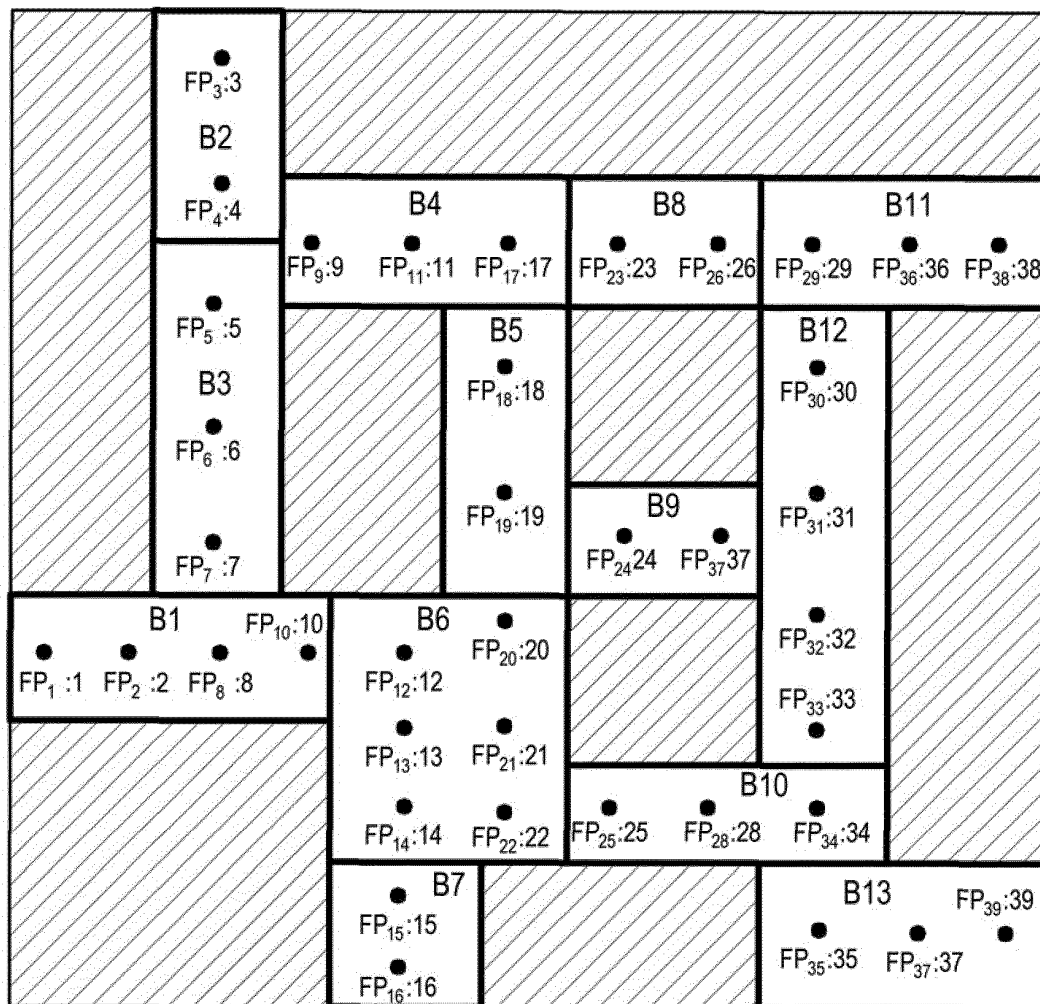 FP₃:3
B2
FP₄:4
B4
B8
B11
FP₉:9 FP₁₁:11 FP₁₇:17 FP₂₃:23 FP₂₆:26 FP₂₉:29 FP₃₆:36 FP₃₈:38
FP₅ :5
B3
FP₆ :6
FP₇ :7
B5
FP₁₈:18
FP₁₉:19
B12
FP₃₀:30
FP₃₁:31
FP₃₂:32
FP₃₃:33
B9
FP₂₄24 FP₃₇37
B1
FP₁₀:10
FP₁ :1 FP₂ :2 FP₈ :8
B6
FP₂₀:20
FP₁₂:12
FP₁₃:13 FP₂₁:21
FP₁₄:14 FP₂₂:22
B10
FP₂₅:25 FP₂₈:28 FP₃₄:34
B7
FP₁₅:15
FP₁₆:16
B13
FP₃₉:39
FP₃₅:35 FP₃₇:37